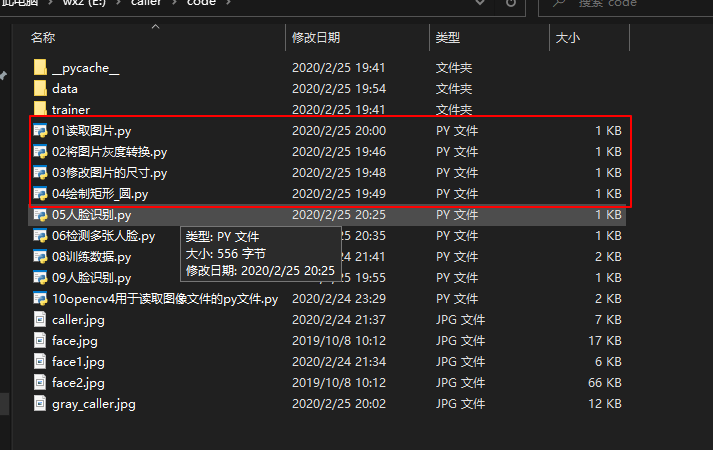 此电脑 wx2 (E:) caller code 搜索 code
名称 修改日期 类型 大小
__pycache__ 2020/2/25 19:41 文件夹
data 2020/2/25 19:54 文件夹
trainer 2020/2/25 19:41 文件夹
01读取图片.py 2020/2/25 20:00 PY 文件 1 KB
02将图片灰度转换.py 2020/2/25 19:46 PY 文件 1 KB
03修改图片的尺寸.py 2020/2/25 19:48 PY 文件 1 KB
04绘制矩形_圆.py 2020/2/25 19:49 PY 文件 1 KB
05人脸识别.py 2020/2/25 20:25 PY 文件 1 KB
06检测多张人脸.py 20:35 PY 文件 1 KB
08训练数据.py 24 21:41 PY 文件 2 KB
09人脸识别.py 19:55 PY 文件 1 KB
类型: PY 文件
大小: 556 字节
修改日期: 2020/2/25 20:25
10opencv4用于读取图像文件的py文件.py 2020/2/24 23:29 PY 文件 2 KB
caller.jpg 2020/2/24 21:37 JPG 文件 7 KB
face.jpg 2019/10/8 10:12 JPG 文件 17 KB
face1.jpg 2020/2/24 21:34 JPG 文件 6 KB
face2.jpg 2019/10/8 10:12 JPG 文件 66 KB
gray_caller.jpg 2020/2/25 20:02 JPG 文件 12 KB